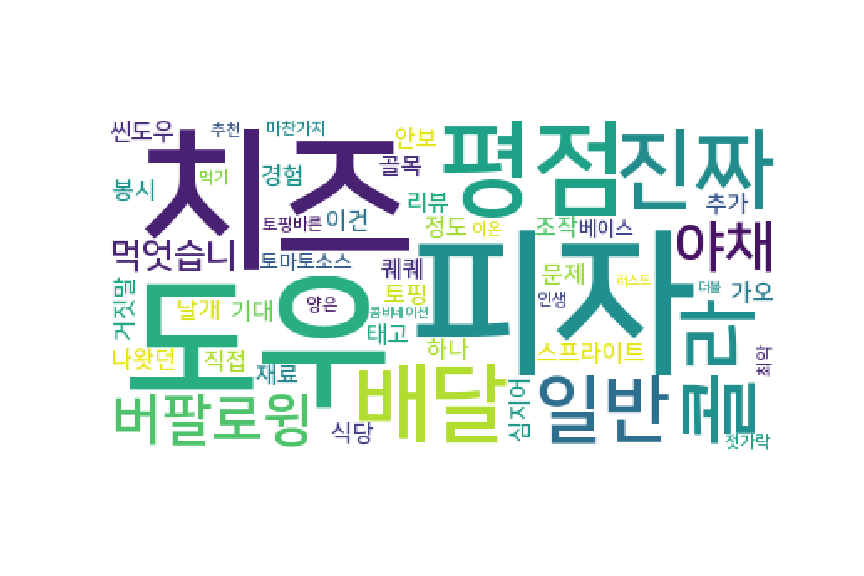 씬도우
추천
마찬가지
치즈
안보
골목
평점
진짜
봉시
먹기
경험
리뷰
추가
토핑바른
이건
정도
이온
조작
베이스
야채
먹엇습니
토마토소스
퀘퀘
피자
문제
러스트
더블
가오
거짓말
도우
날개
기대
양은
토핑
콤비네이션
태고
인생
콜라
나왓던
직접
재료
하나
스프라이트
최악
버팔로윙
식당
배달
심지어
일반
젓가락